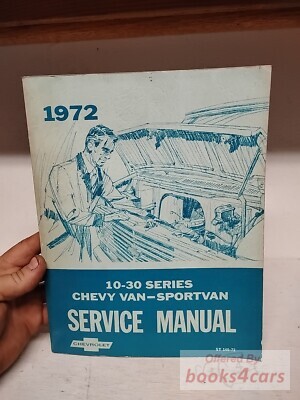 1972
10-30 SERIES
CHEVY VAN-SPORTVAN
SERVICE MANUAL
CHEVROLET
Offered By
books4cars